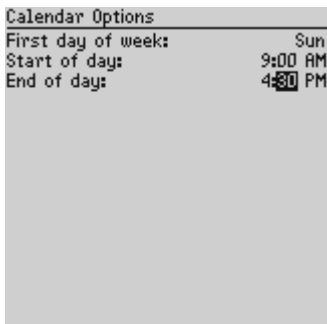 Calendar Options
First day of week: Sun
Start of day: 9:00 AM
End of day: 4:30 PM